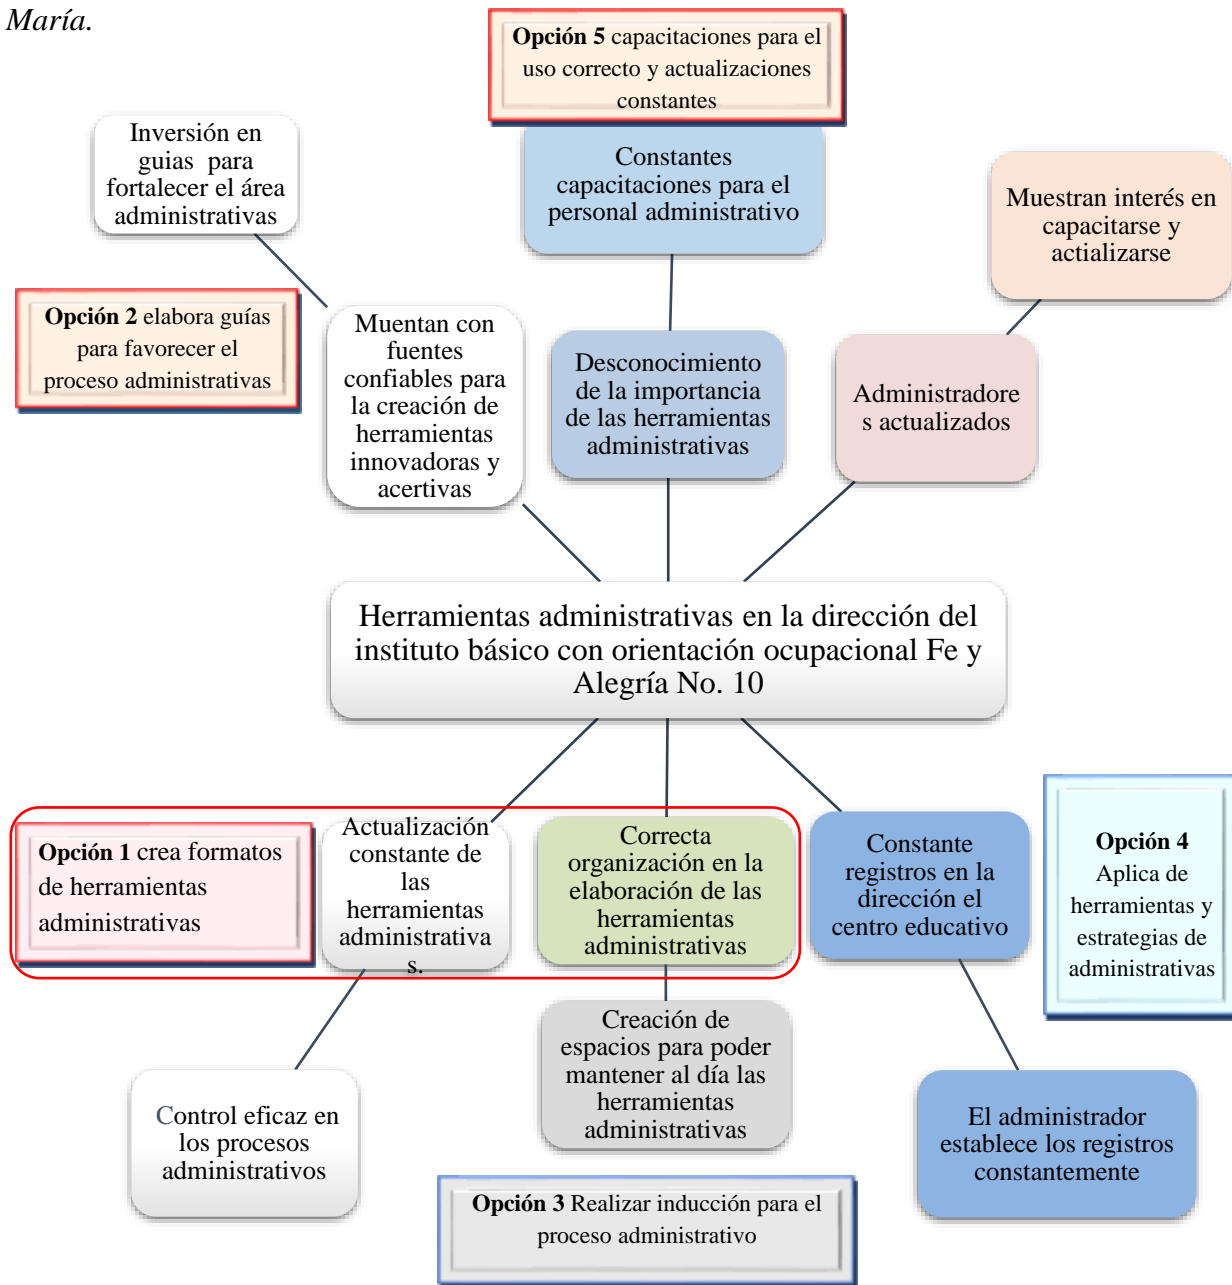 María.
Opción 5 capacitaciones para el
uso correcto y actualizaciones
constantes
Inversión en
guias para
fortalecer el área
administrativas
Constantes
capacitaciones para el
personal administrativo
Muestran interés en
capacitarse y
actializarse
Opción 2 elabora guías
para favorecer el
proceso administrativas
Muentan con
fuentes
confiables para
la creación de
herramientas
innovadoras y
acertivas
Desconocimiento
de la importancia
de las herramientas
administrativas
Administradore
s actualizados
Herramientas administrativas en la dirección del
instituto básico con orientación ocupacional Fe y
Alegría No. 10
Opción 1 crea formatos
de herramientas
administrativas
Actualización
constante de
las
herramientas
administrativa
s.
Correcta
organización en la
elaboración de las
herramientas
administrativas
Constante
registros en la
dirección el
centro educativo
Opción 4
Aplica de
herramientas y
estrategias de
administrativas
Control eficaz en
los procesos
administrativos
Creación de
espacios para poder
mantener al día las
herramientas
administrativas
El administrador
establece los registros
constantemente
Opción 3 Realizar inducción para el
proceso administrativo